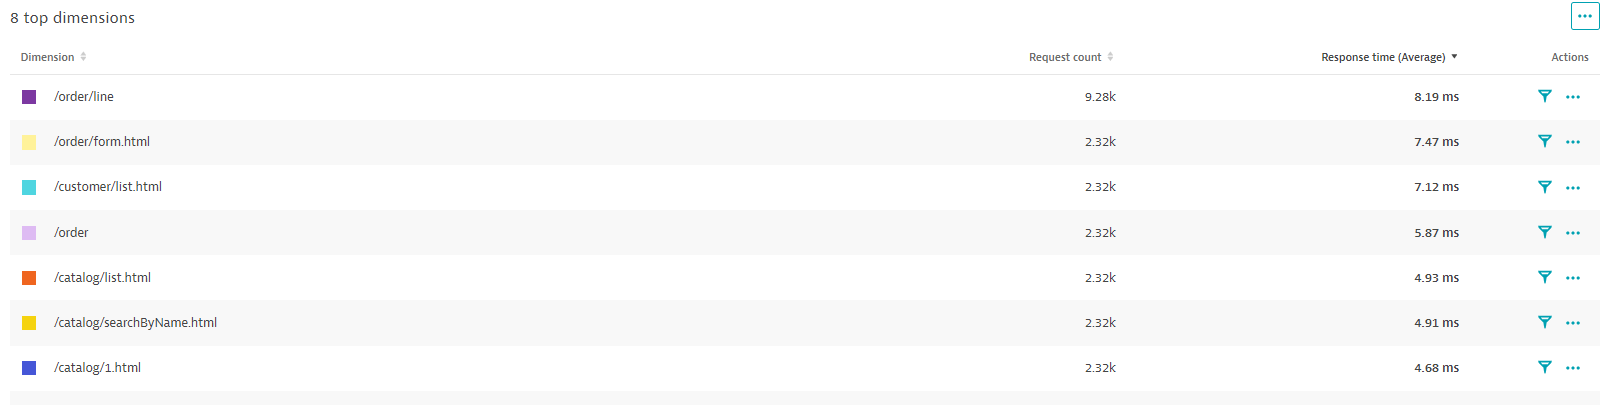 8 top dimensions
Dimension Request count Response time (Average) Actions
/order/line 9.28k 8.19 ms
/order/form.html 2.32k 7.47 ms
/customer/list.html 2.32k 7.12 ms
/order 2.32k 5.87 ms
/catalog/list.html 2.32k 4.93 ms
/catalog/searchByName.html 2.32k 4.91 ms
/catalog/1.html 2.32k 4.68 ms